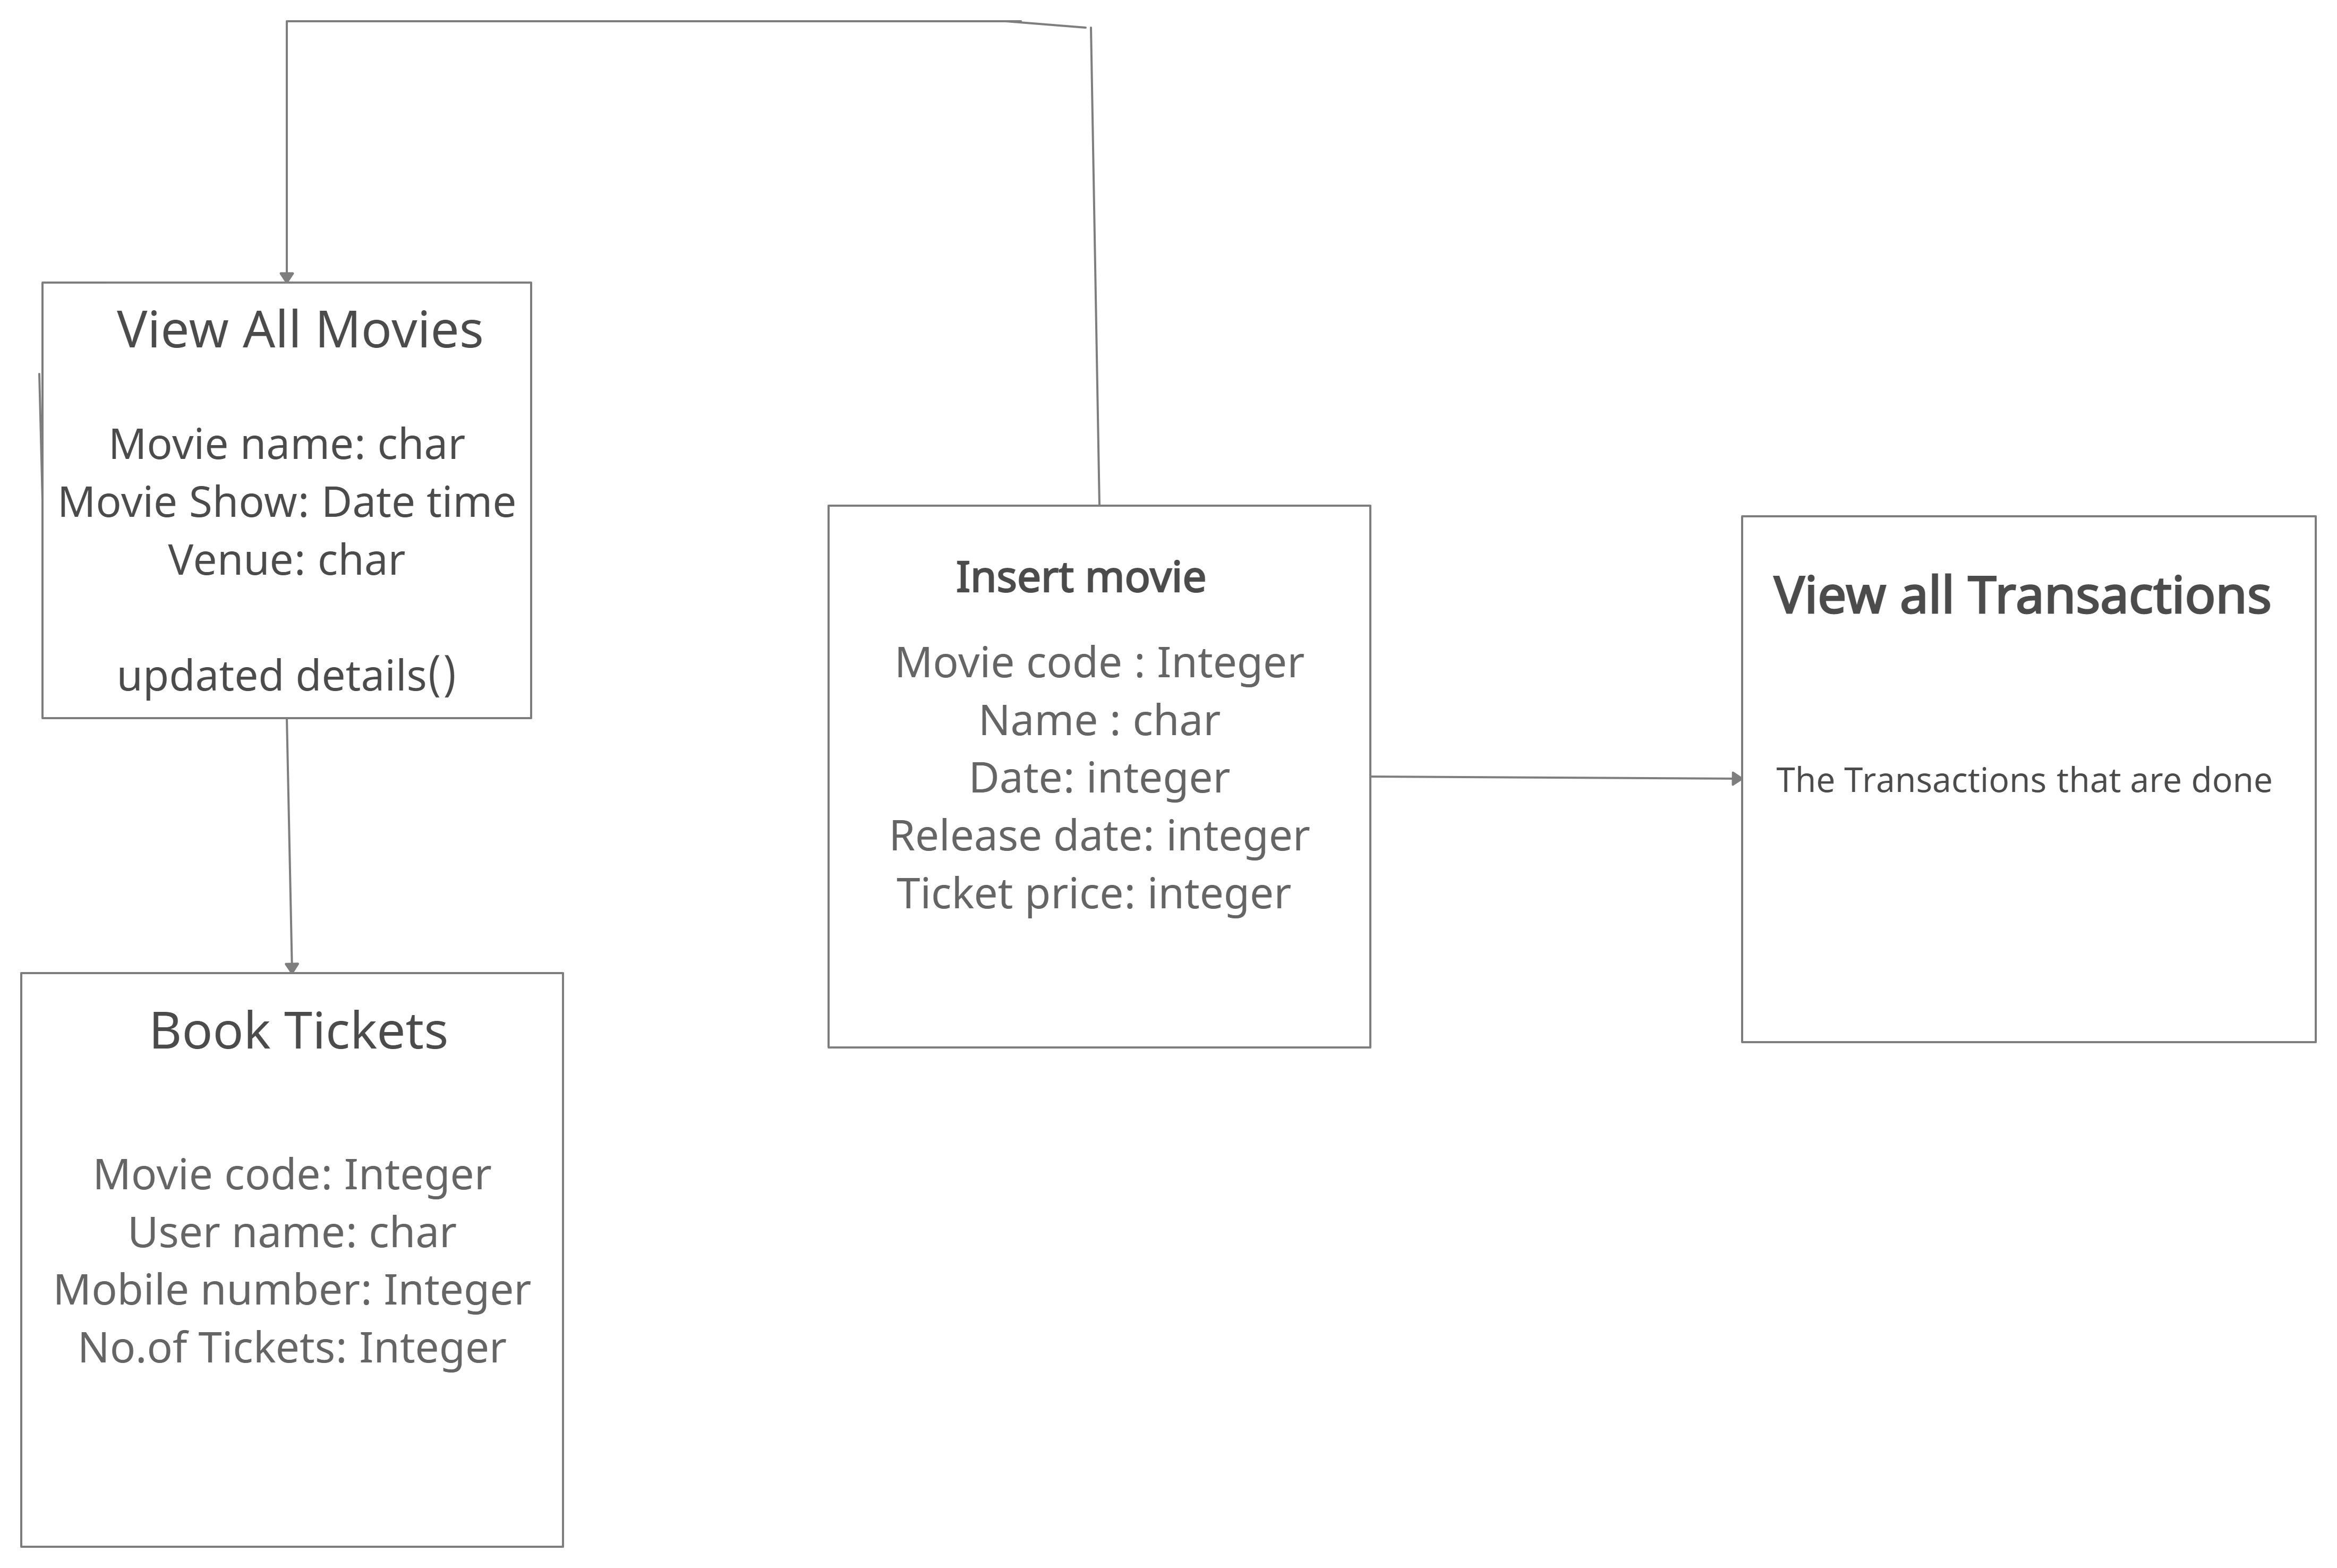 View All Movies
Movie name: char
Movie Show: Date time
Venue: char
updated details()
Insert movie
Movie code : Integer
Name : char
Date: integer
Release date: integer
Ticket price: integer
View all Transactions
The Transactions that are done
Book Tickets
Movie code: Integer
User name: char
Mobile number: Integer
No.of Tickets: Integer